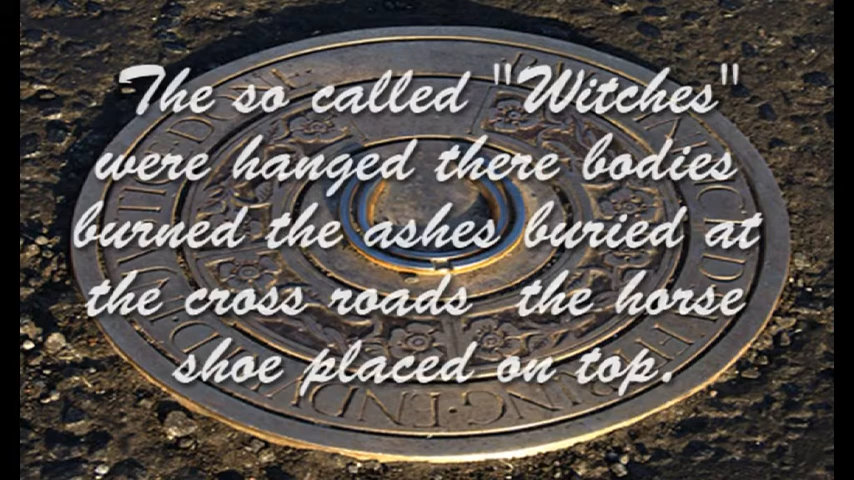 The so called "Witches"
were hanged there bodies
burned the ashes buried at
the cross roads the horse
shoe placed on top.